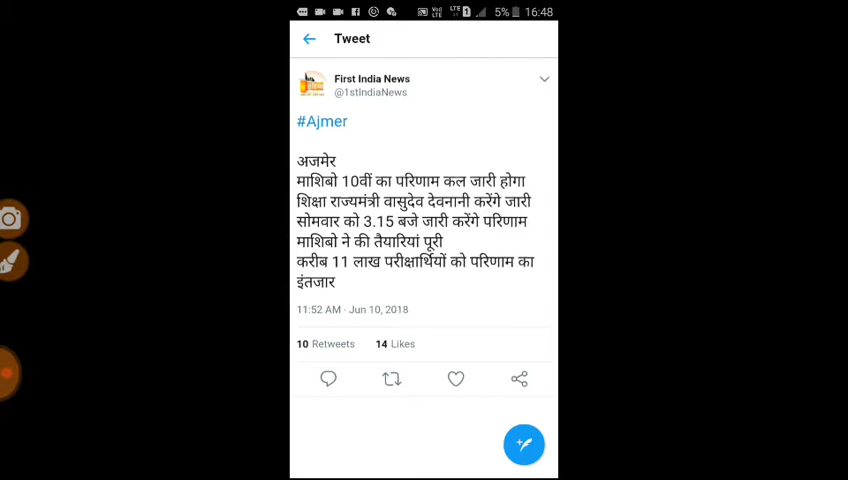 5% 16:48
Tweet
First India News
@1stIndiaNews
#Ajmer
अजमेर
माशिबो 10वीं का परिणाम कल जारी होगा
शिक्षा राज्यमंत्री वासुदेव देवनानी करेंगे जारी
सोमवार को 3.15 बजे जारी करेंगे परिणाम
माशिबो ने की तैयारियां पूरी
करीब 11 लाख परीक्षार्थियों को परिणाम का
इंतजार
11:52 AM · Jun 10, 2018
10 Retweets 14 Likes